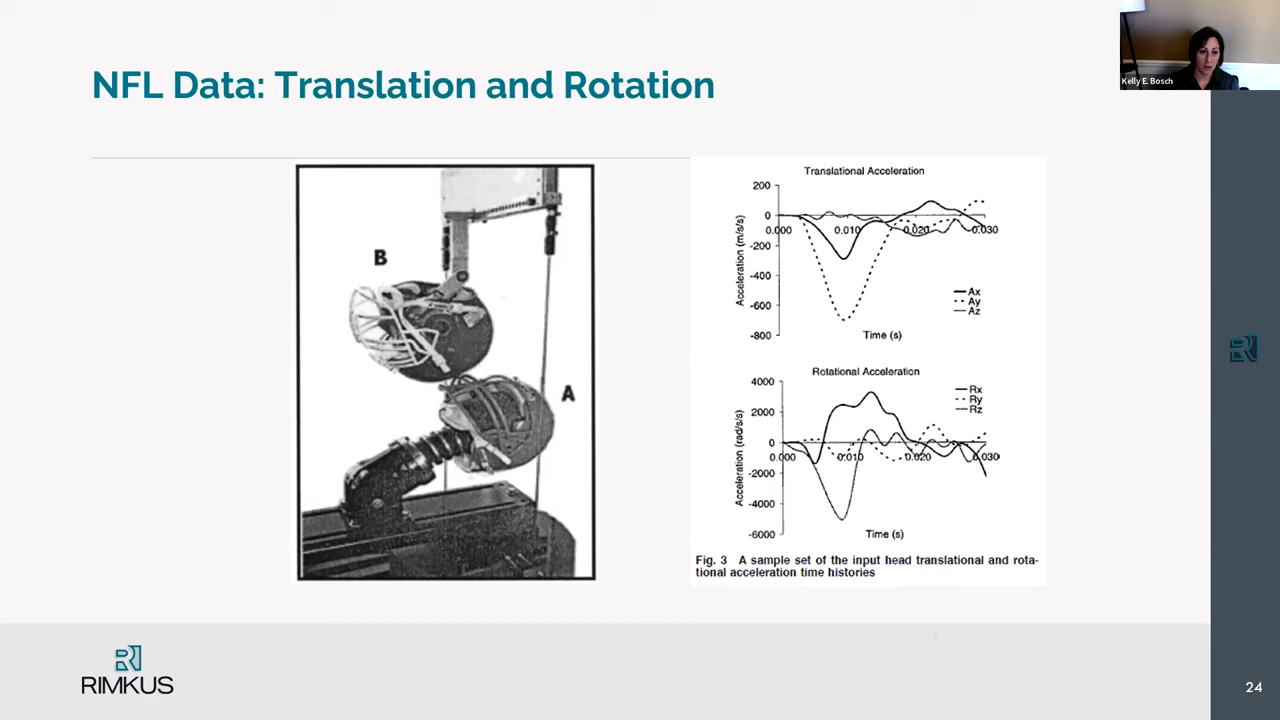 Kelly E. Bosch
NFL Data: Translation and Rotation
B
A
Translational Acceleration
200
0
-200
-400
-600
-800
0.000
0.010
0.020
0.030
Acceleration (m/s/s)
Ax
Ay
Az
Time (s)
Rotational Acceleration
4000
2000
0
-2000
-4000
-6000
0.000
0.010
0.020
0.030
Acceleration (rad/s/s)
Rx
Ry
Rz
Time (s)
Fig. 3 A sample set of the input head translational and rota-
tional acceleration time histories
R
RIMKUS
R
24